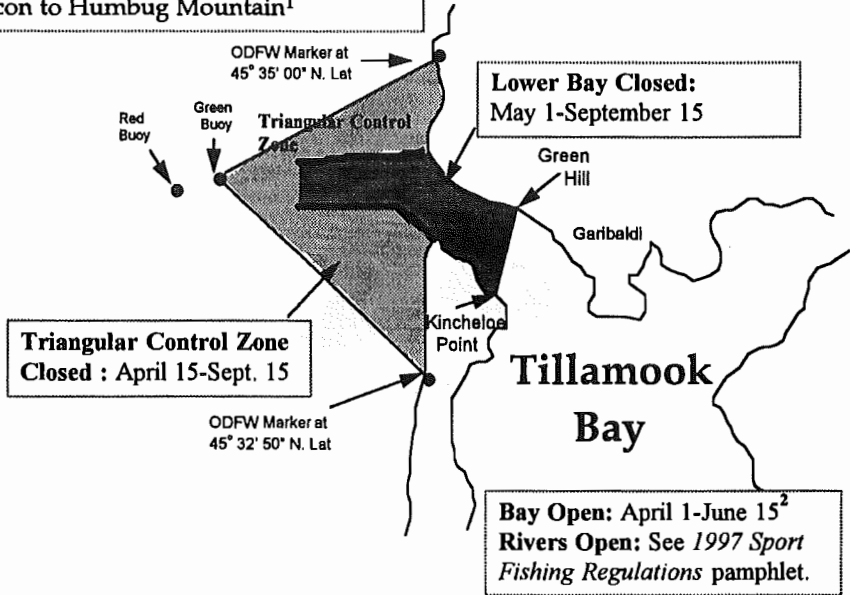 con to Humbug Mountain¹
ODFW Marker at
45° 35' 00" N. Lat
Lower Bay Closed:
May 1-September 15
Red
Buoy
Green
Buoy
Triangular Control
Zone
Green
Hill
Garibaldi
Kincheloe
Point
Triangular Control Zone
Closed : April 15-Sept. 15
Tillamook
Bay
ODFW Marker at
45° 32' 50" N. Lat
Bay Open: April 1-June 15²
Rivers Open: See 1997 Sport
Fishing Regulations pamphlet.